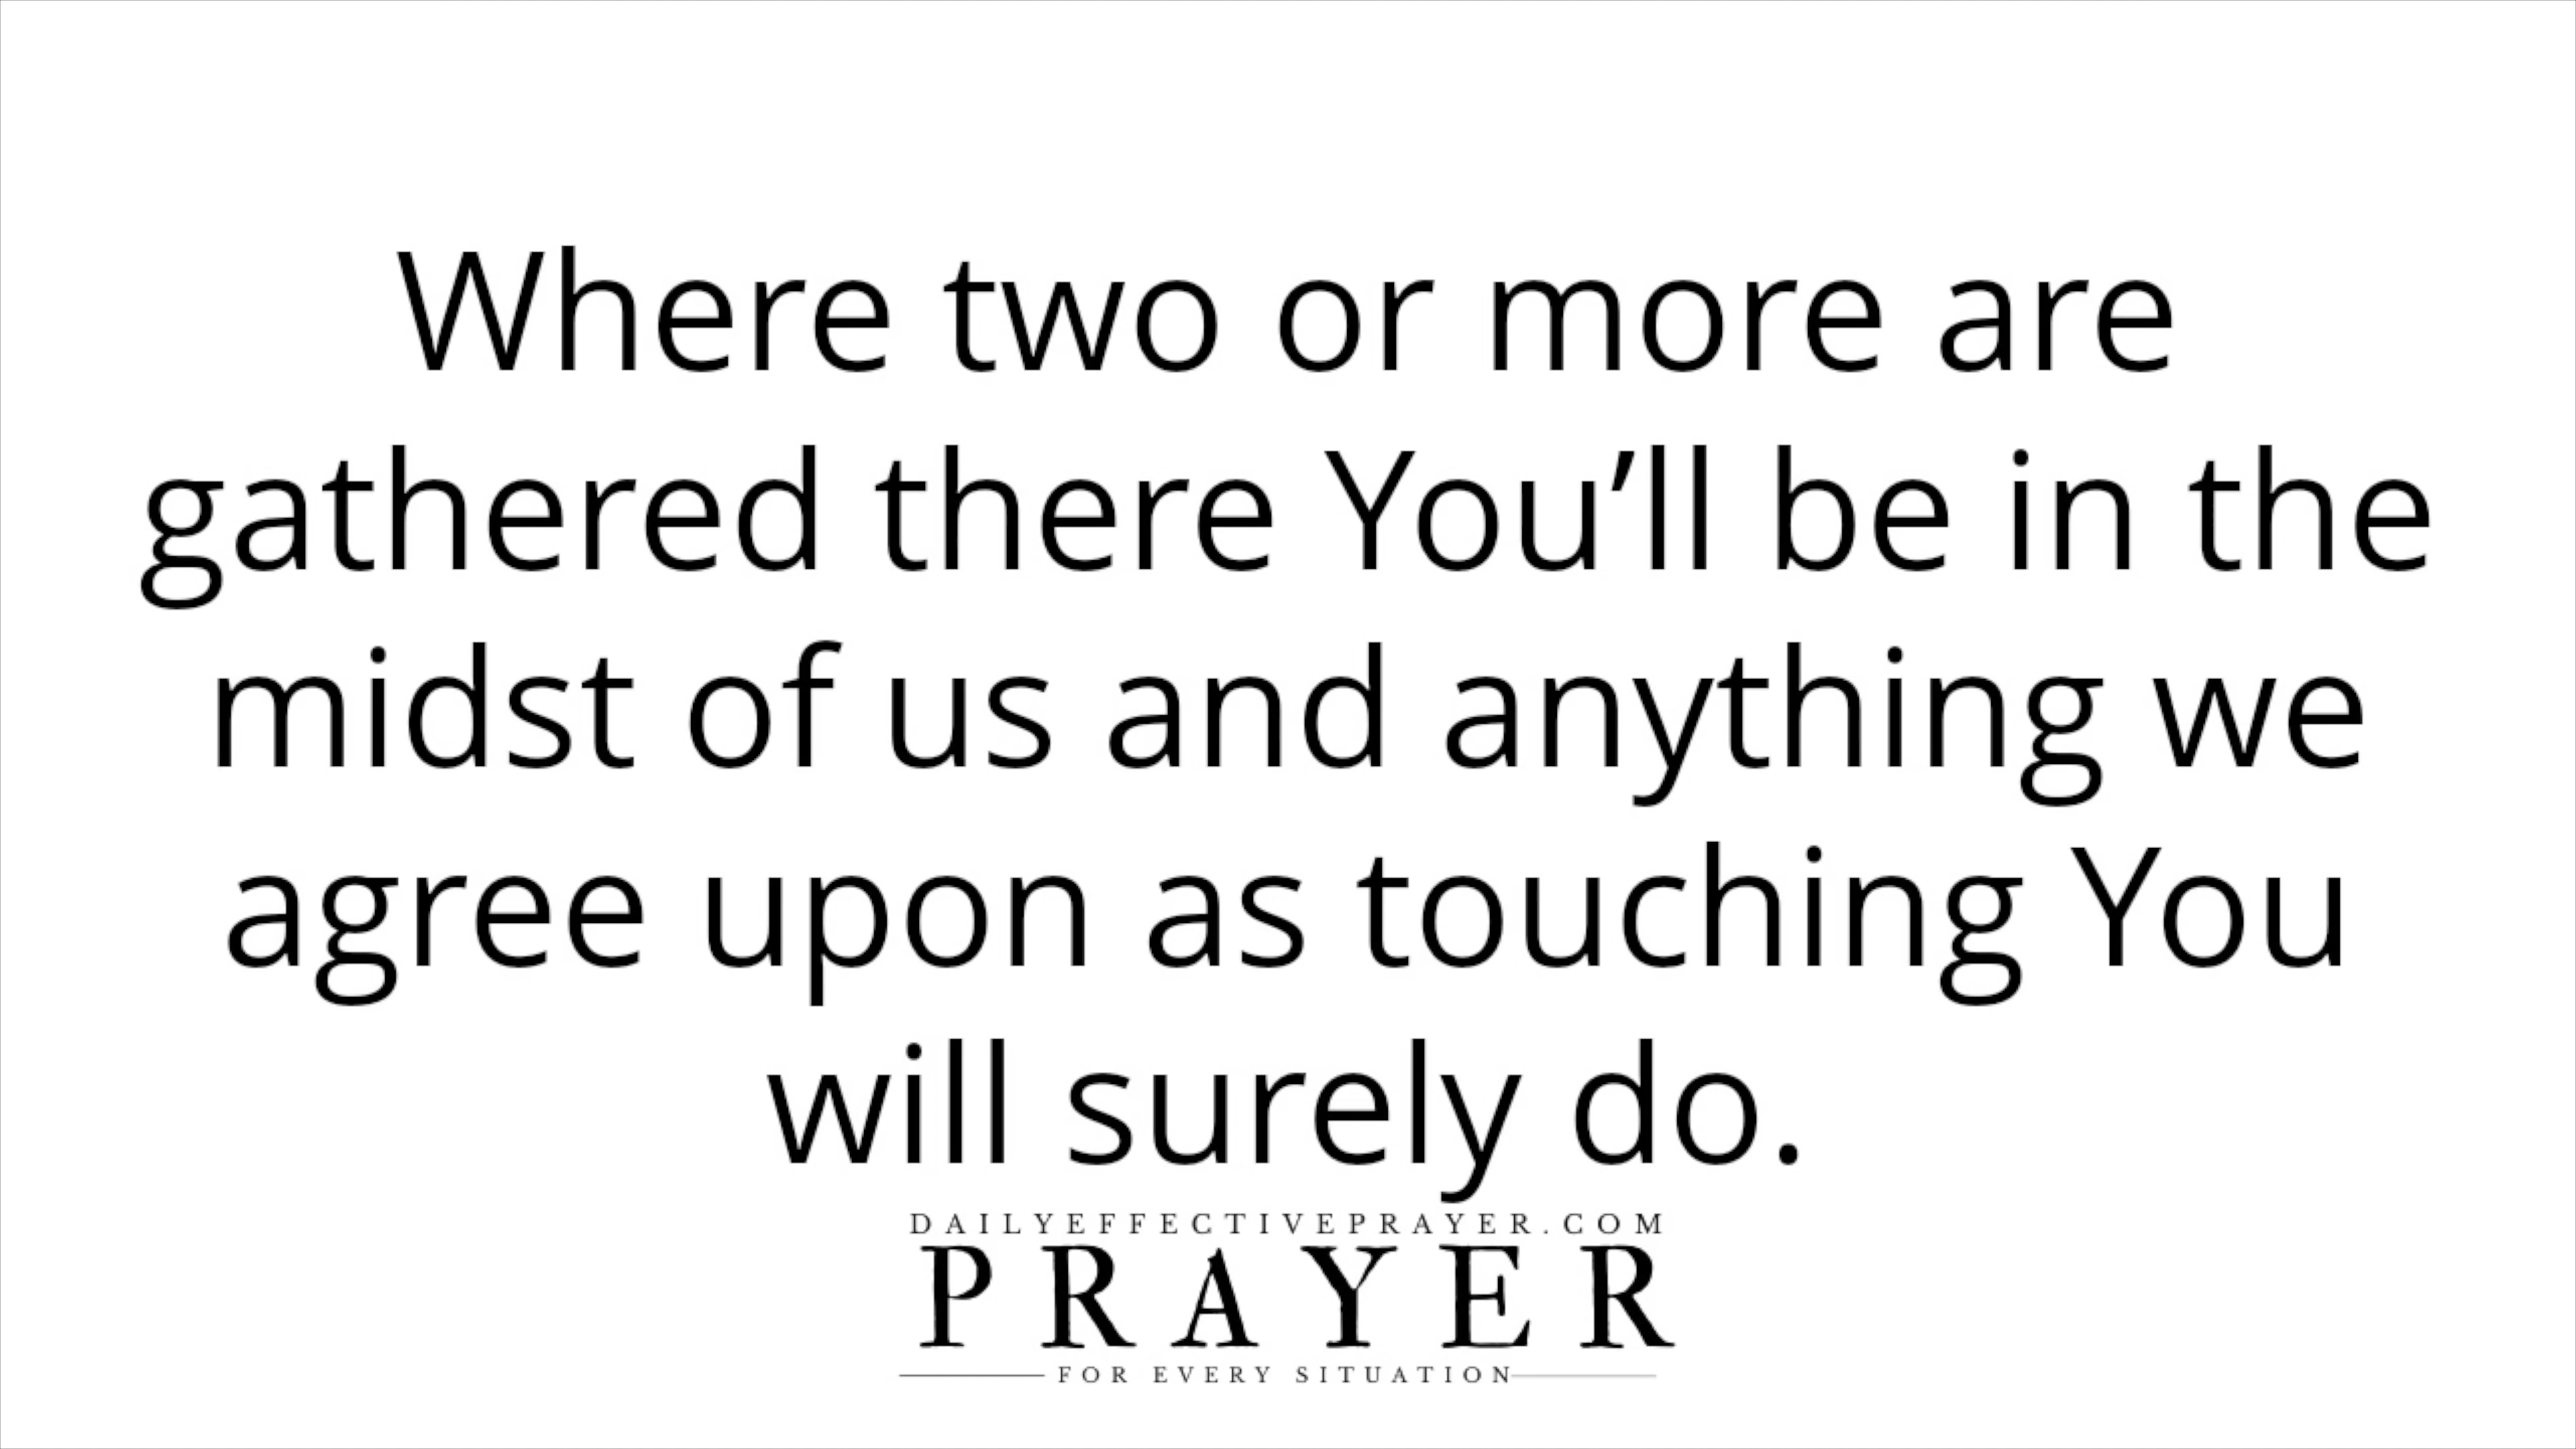 Where two or more are
gathered there You’ll be in the
midst of us and anything we
agree upon as touching You
will surely do.
DAILYEFFECTIVEPRAYER.COM
PRAYER
FOR EVERY SITUATION